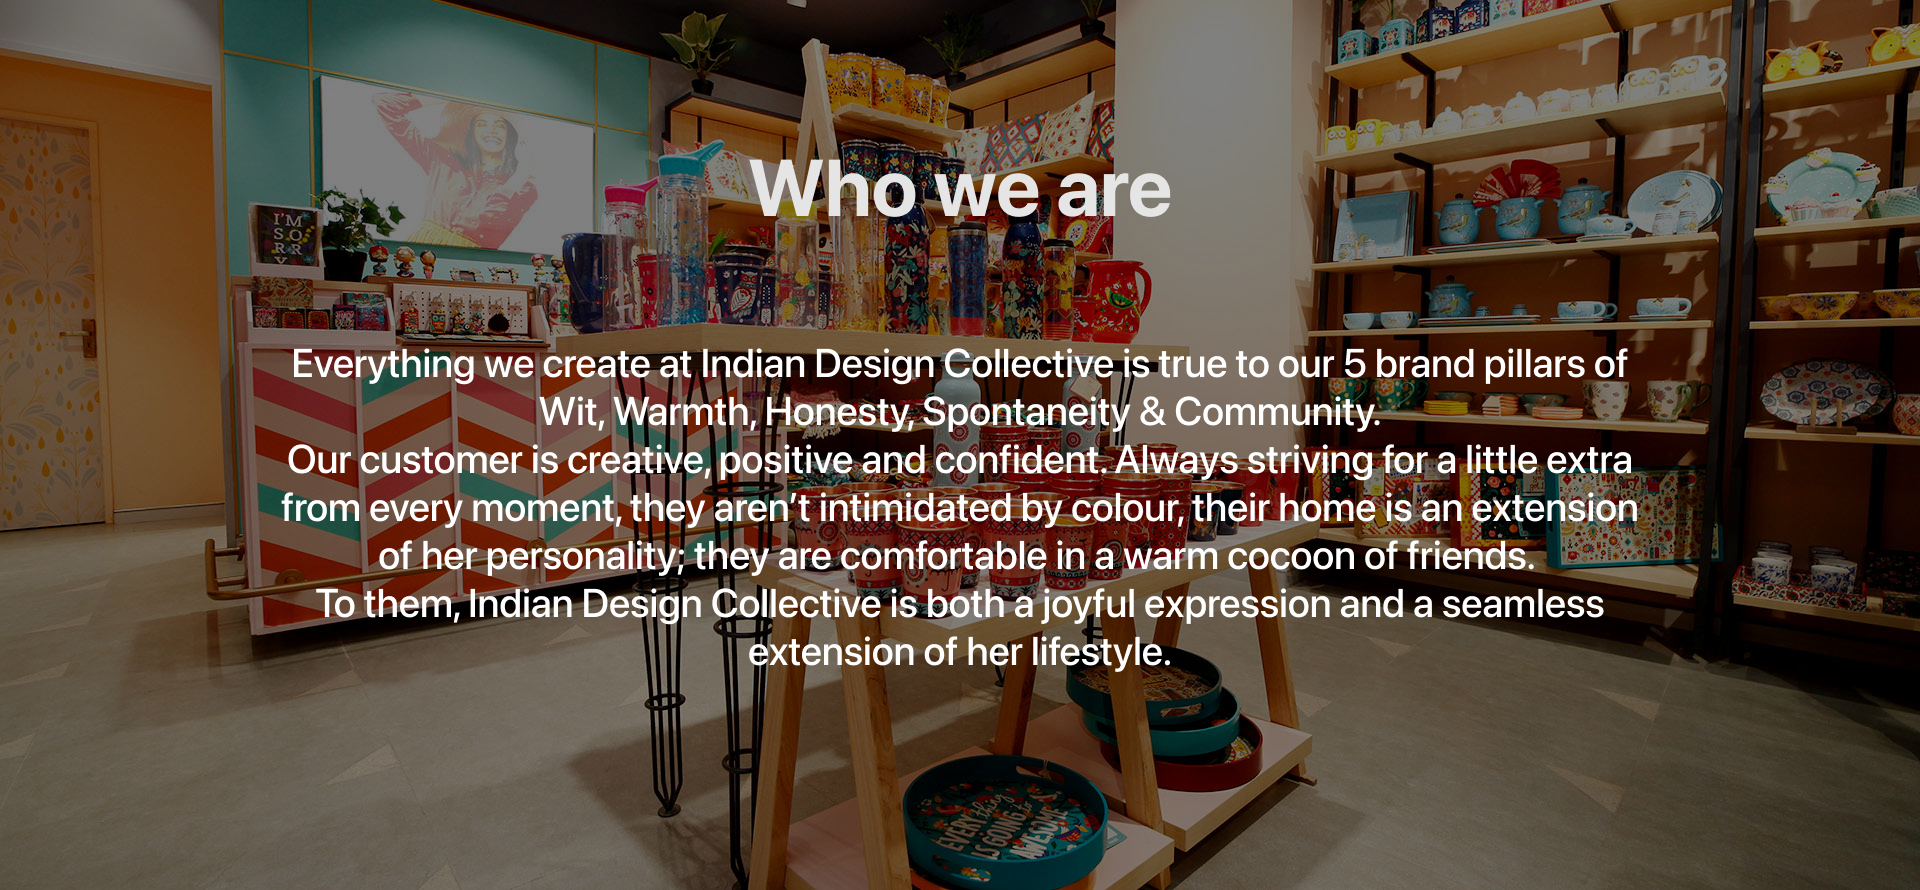 Who we are
I'M
S.O.
R.R
Y
Everything we create at Indian Design Collective is true to our 5 brand pillars of
Wit, Warmth, Honesty, Spontaneity & Community.
Our customer is creative, positive and confident. Always striving for a little extra
from every moment, they aren’t intimidated by colour, their home is an extension
of her personality; they are comfortable in a warm cocoon of friends.
To them, Indian Design Collective is both a joyful expression and a seamless
extension of her lifestyle.
EVERYthing
is GOING to be
AWESOME